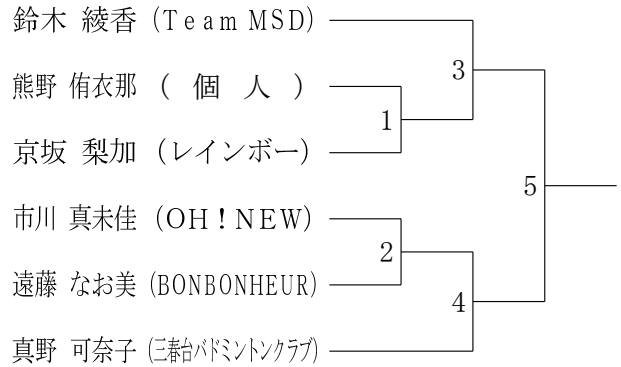 鈴木 綾香 (Team MSD)
3
熊野 侑衣那 ( 個 人 )
1
京坂 梨加 (レインボー)
5
市川 真未佳 (OH!NEW)
2
遠藤 なお美 (BONBONHEUR)
4
真野 可奈子 (三春台バドミントンクラブ)